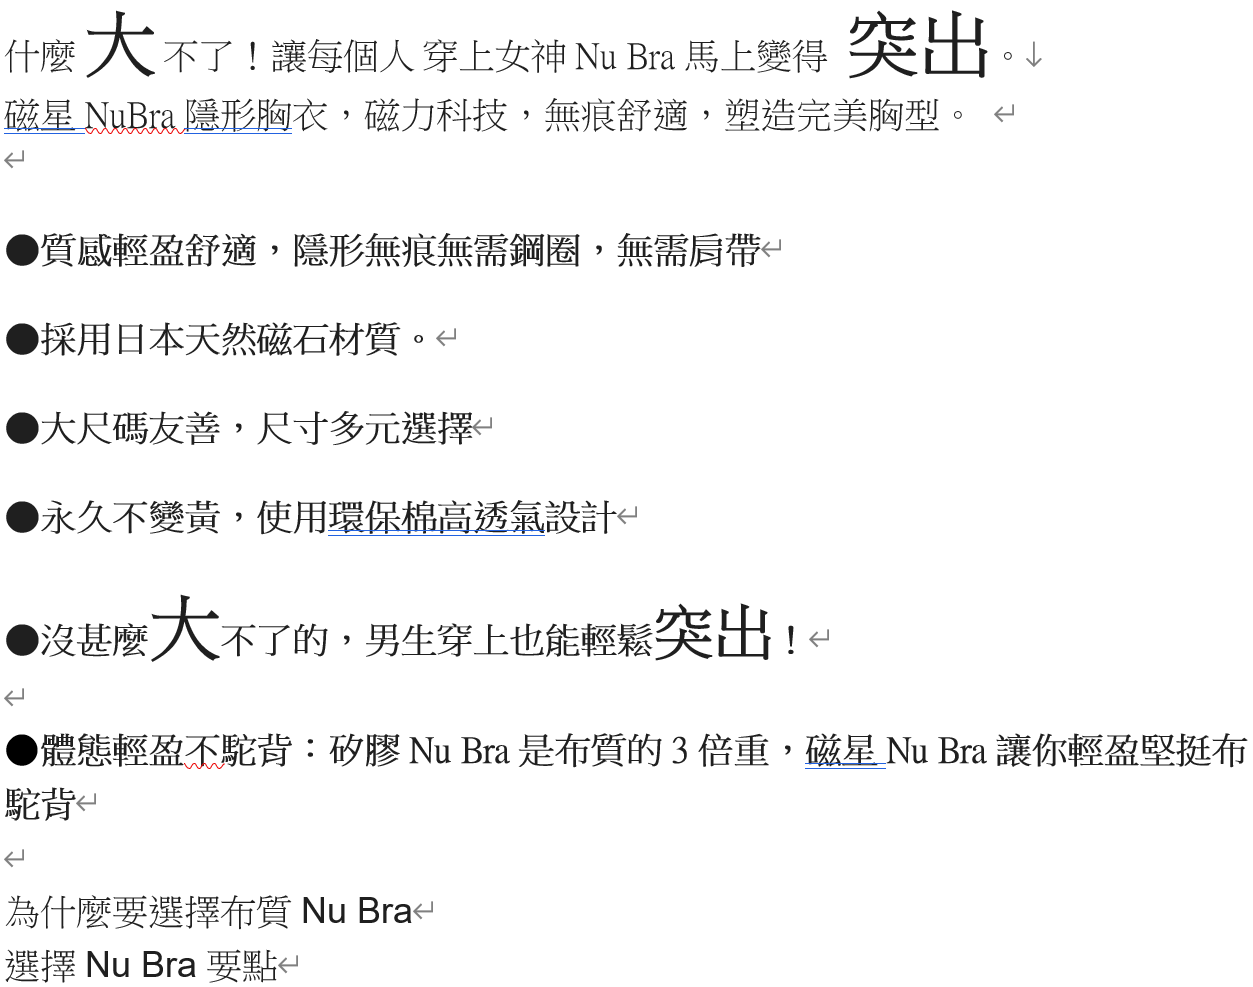 什麼 大 不了！讓每個人 穿上女神 Nu Bra 馬上變得 突出。
磁星 NuBra 隱形胸衣，磁力科技，無痕舒適，塑造完美胸型。
●質感輕盈舒適，隱形無痕無需鋼圈，無需肩帶
●採用日本天然磁石材質。
●大尺碼友善，尺寸多元選擇
●永久不變黃，使用環保棉高透氣設計
●沒甚麼大不了的，男生穿上也能輕鬆突出！
●體態輕盈不駝背：矽膠 Nu Bra 是布質的 3 倍重，磁星 Nu Bra 讓你輕盈堅挺布
駝背
為什麼要選擇布質 Nu Bra
選擇 Nu Bra 要點